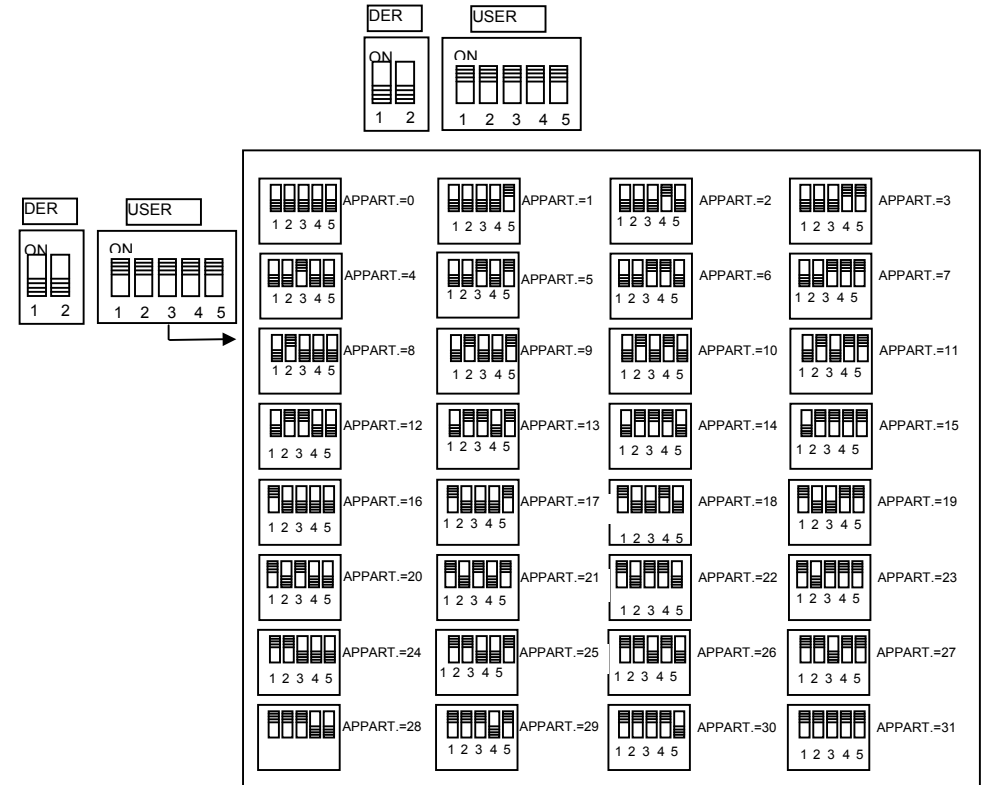 DER USER
ON ON
1 2 1 2 3 4 5
DER USER
ON ON
1 2 1 2 3 4 5
APPART.=0 APPART.=1 APPART.=2 APPART.=3
1 2 3 4 5 1 2 3 4 5 1 2 3 4 5 1 2 3 4 5
APPART.=4 APPART.=5 APPART.=6 APPART.=7
1 2 3 4 5 1 2 3 4 5 1 2 3 4 5 1 2 3 4 5
APPART.=8 APPART.=9 APPART.=10 APPART.=11
1 2 3 4 5 1 2 3 4 5 1 2 3 4 5 1 2 3 4 5
APPART.=12 APPART.=13 APPART.=14 APPART.=15
1 2 3 4 5 1 2 3 4 5 1 2 3 4 5 1 2 3 4 5
APPART.=16 APPART.=17 APPART.=18 APPART.=19
1 2 3 4 5 1 2 3 4 5 1 2 3 4 5 1 2 3 4 5
APPART.=20 APPART.=21 APPART.=22 APPART.=23
1 2 3 4 5 1 2 3 4 5 1 2 3 4 5 1 2 3 4 5
APPART.=24 APPART.=25 APPART.=26 APPART.=27
1 2 3 4 5 1 2 3 4 5 1 2 3 4 5 1 2 3 4 5
APPART.=28 APPART.=29 APPART.=30 APPART.=31
1 2 3 4 5 1 2 3 4 5 1 2 3 4 5